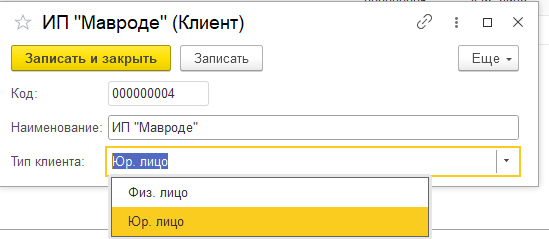 ИП "Мавроде" (Клиент)
Записать и закрыть Записать Еще
Код: 000000004
Наименование: ИП "Мавроде"
Тип клиента: Юр. лицо
Физ. лицо
Юр. лицо